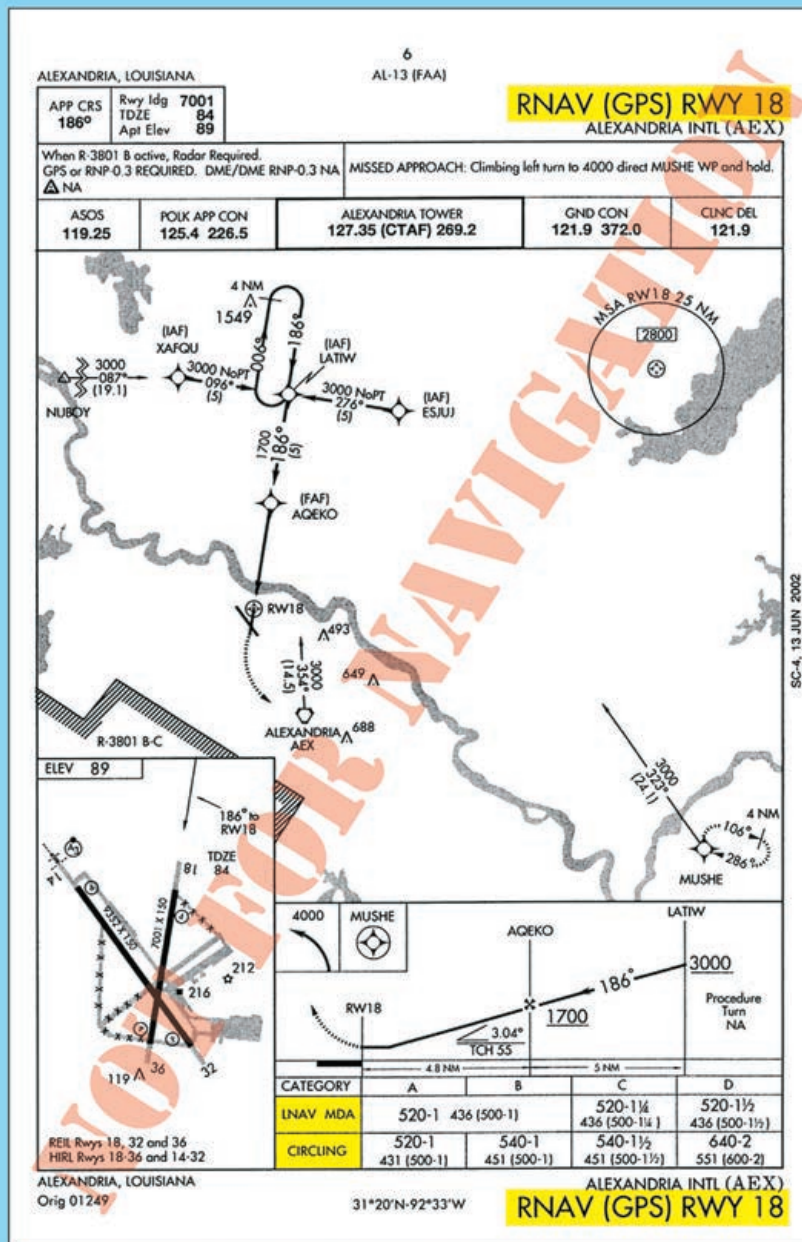 6
ALEXANDRIA, LOUISIANA
AL-13 (FAA)
RNAV (GPS) RWY 18
ALEXANDRIA INTL (AEX)
APP CRS
186°
Rwy ldg 7001
TDZE 84
Apt Elev 89
When R-3801 B active, Radar Required.
GPS or RNP-0.3 REQUIRED. DME/DME RNP-0.3 NA
A NA
MISSED APPROACH: Climbing left turn to 4000 direct MUSHE WP and hold.
ASOS
119.25
POLK APP CON
125.4 226.5
ALEXANDRIA TOWER
127.35 (CTAF) 269.2
GND CON
121.9 372.0
CLNC DEL
121.9
4 NM
1549
006°
186°
MSA RW18 25 NM
2800
(IAF)
XAFQU
(IAF)
LATIW
3000
087°
(19.1)
NUBOY
3000 NoPT
096°
(5)
3000 NoPT
276°
(5)
(IAF)
ESJUJ
1700
186°
(5)
(FAF)
AQEKO
RW18
493
3000
354°
(14.5)
649
ALEXANDRIA
AEX
688
R-3801 B-C
3000
323°
(24.1)
4 NM
106°
286°
MUSHE
SC-4, 13 JUN 2002
ELEV 89
186° to
RW18
TDZE
84
18
14
9352 X 150
7001 X 150
212
216
119
36
32
REIL Rwys 18, 32 and 36
HIRL Rwys 18-36 and 14-32
4000
MUSHE
AQEKO
LATIW
RW18
186°
3000
1700
3.04°
TCH 55
Procedure
Turn
NA
4.8 NM
5 NM
CATEGORY A B C D
LNAV MDA 520-1 436 (500-1) 520-1¼ 436 (500-1¼) 520-1½ 436 (500-1½)
CIRCLING 520-1 431 (500-1) 540-1 451 (500-1) 540-1½ 451 (500-1½) 640-2 551 (600-2)
ALEXANDRIA, LOUISIANA
Orig 01249
31°20'N-92°33'W
ALEXANDRIA INTL (AEX)
RNAV (GPS) RWY 18
NOT FOR NAVIGATION